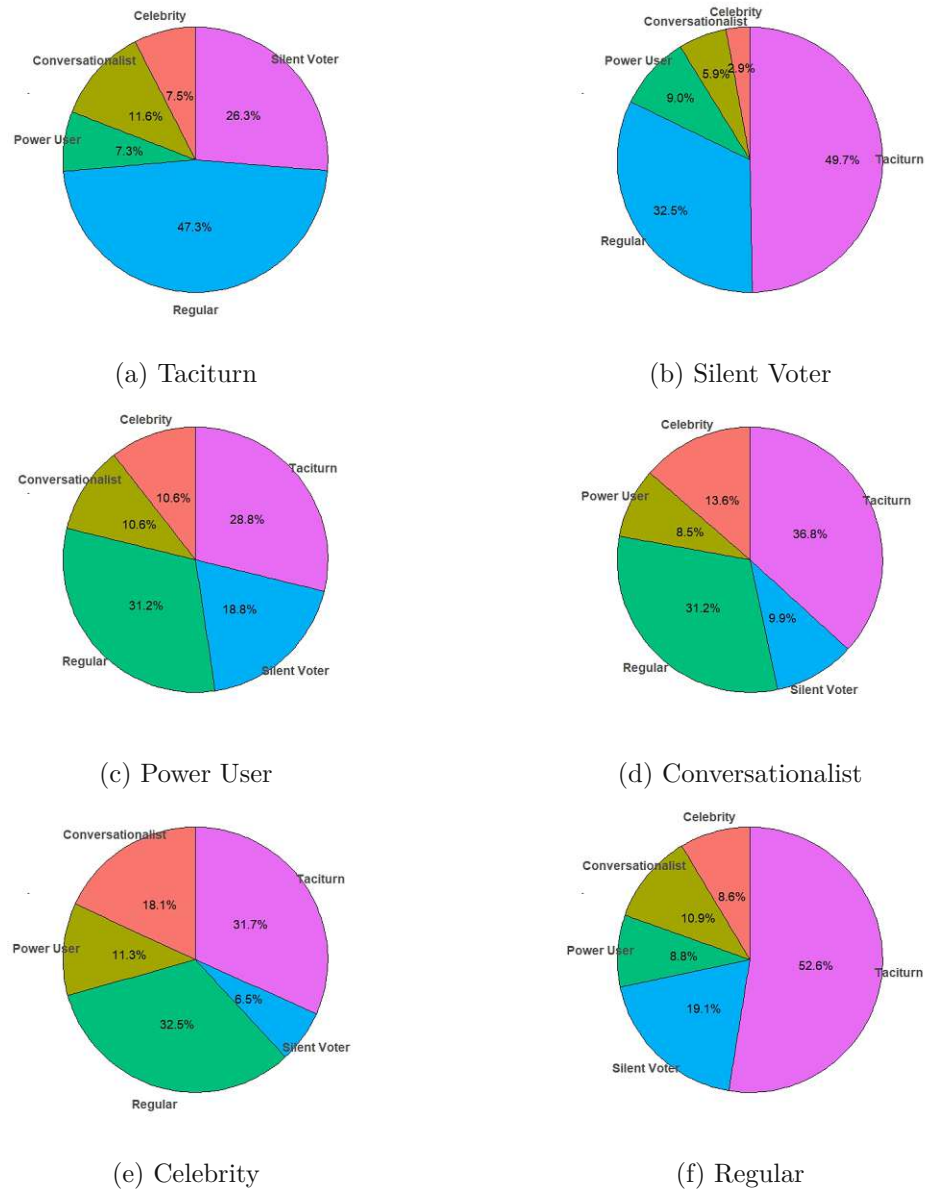 Celebrity
Conversationalist
Silent Voter
7.5%
11.6%
26.3%
Power User
7.3%
47.3%
Regular
(a) Taciturn
Celebrity
Conversationalist
Power User
5.9%
2.9%
9.0%
49.7%
Taciturn
32.5%
Regular
(b) Silent Voter
Celebrity
Taciturn
Conversationalist
10.6%
10.6%
28.8%
31.2%
18.8%
Regular
Silent Voter
(c) Power User
Celebrity
Power User
Taciturn
13.6%
8.5%
36.8%
31.2%
9.9%
Regular
Silent Voter
(d) Conversationalist
Conversationalist
Taciturn
18.1%
31.7%
Power User
11.3%
6.5%
32.5%
Silent Voter
Regular
(e) Celebrity
Celebrity
Conversationalist
8.6%
10.9%
Power User
8.8%
52.6%
Taciturn
19.1%
Silent Voter
(f) Regular